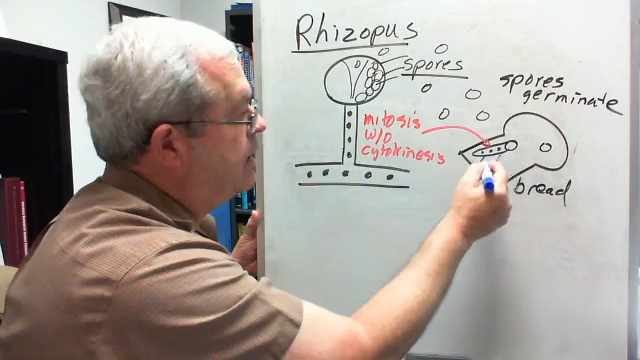 Rhizopus
spores
spores
germinate
mitosis
w/o
cytokinesis
bread